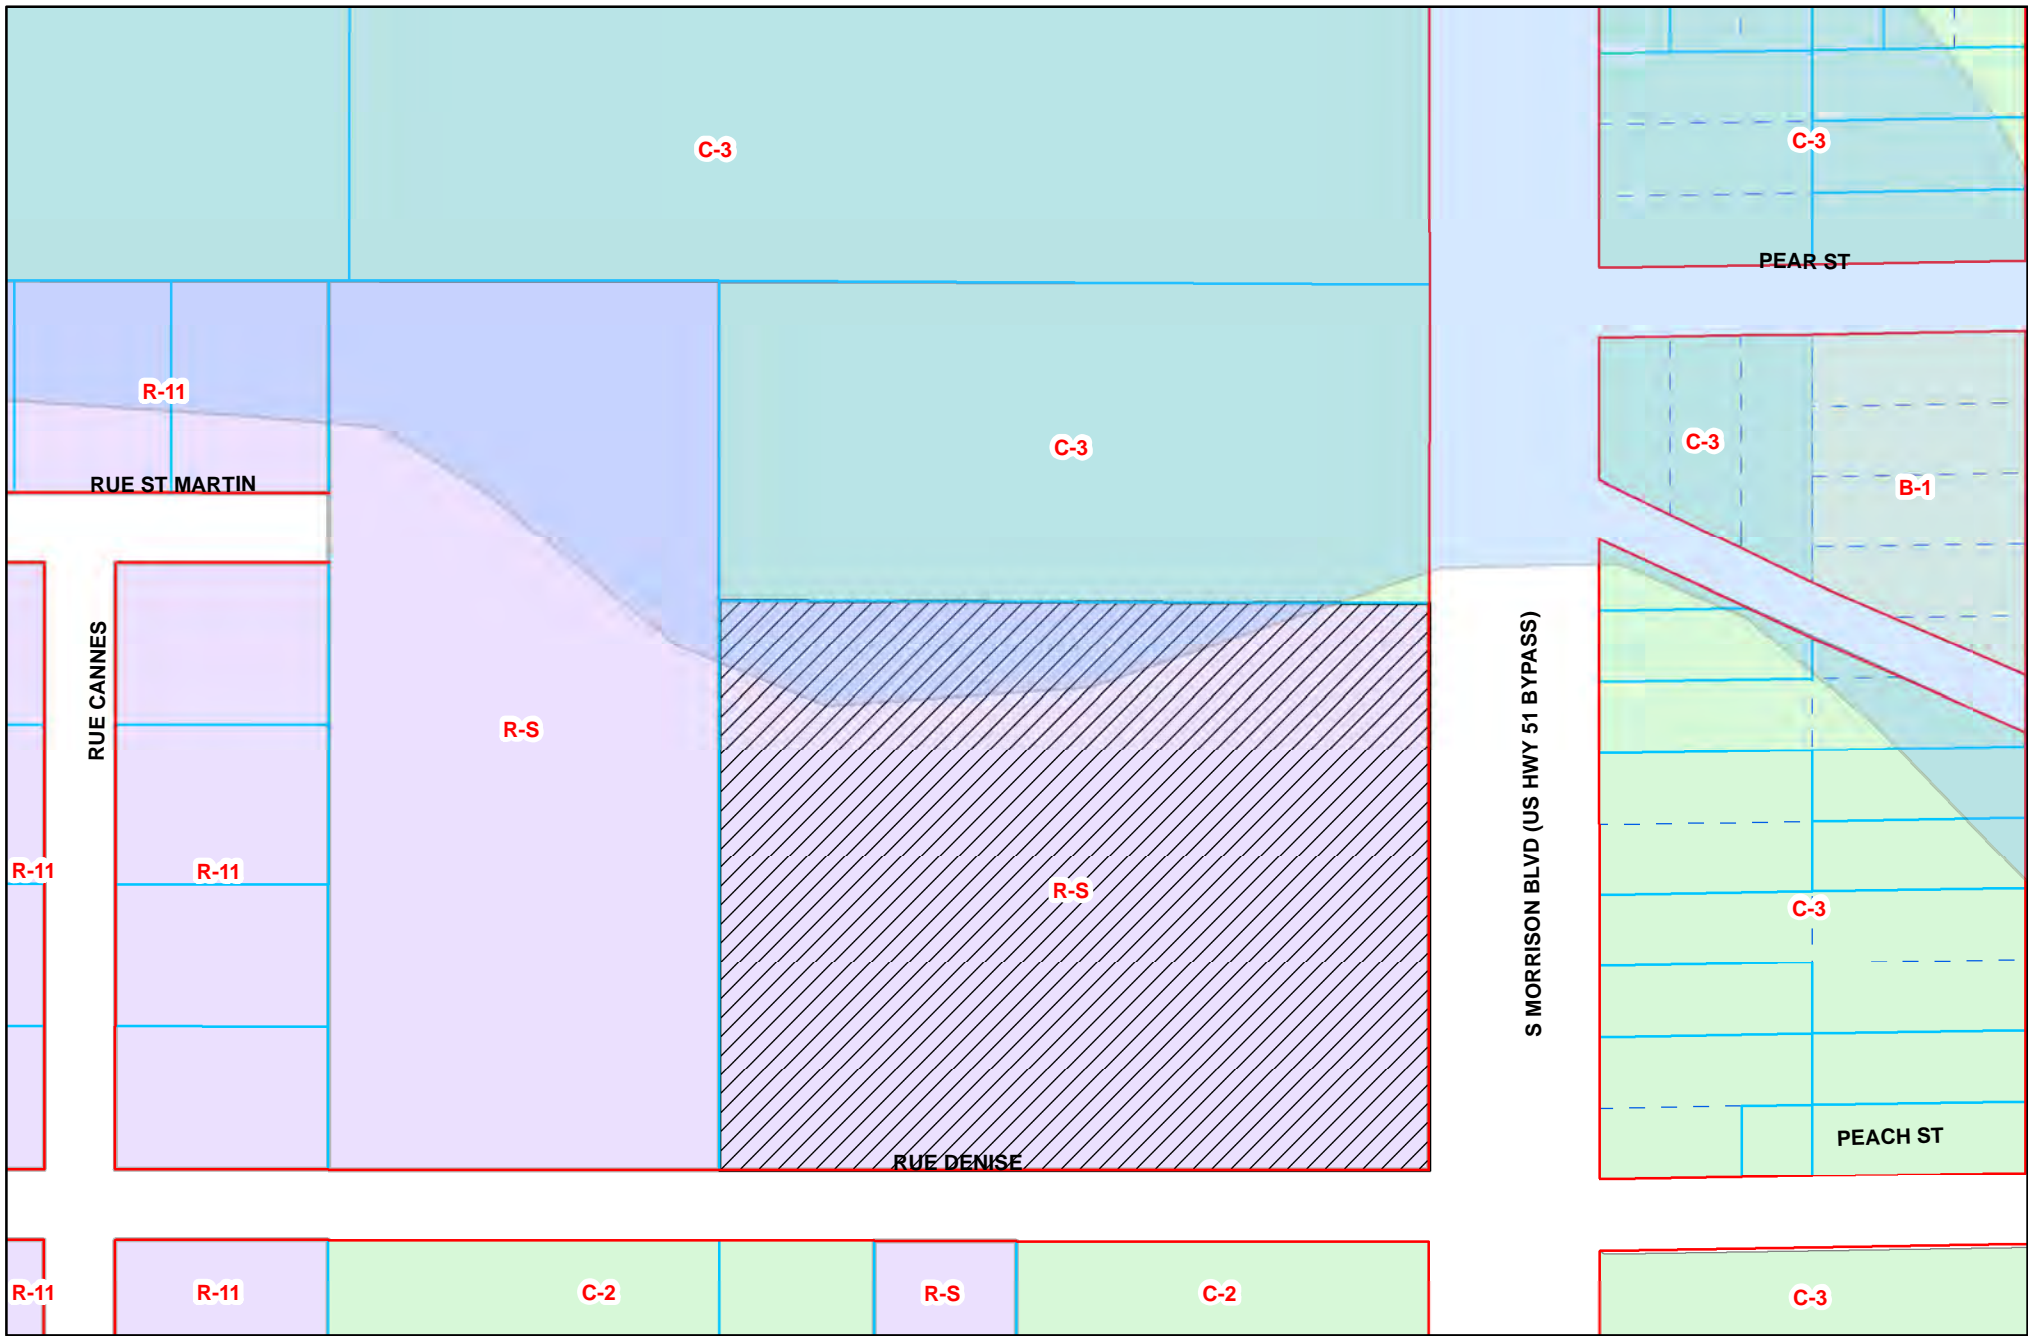 C-3
C-3
PEAR ST
R-11
C-3
C-3
B-1
RUE ST MARTIN
RUE CANNES
S MORRISON BLVD (US HWY 51 BYPASS)
R-S
R-11
R-11
R-S
C-3
PEACH ST
RUE DENISE
R-11
R-11
C-2
R-S
C-2
C-3